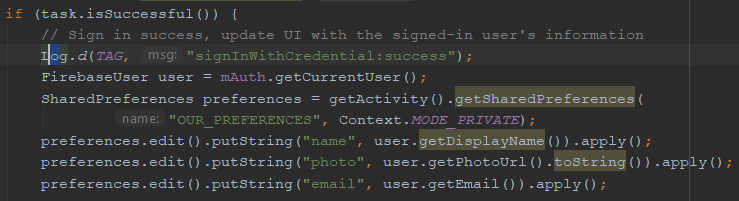 if (task.isSuccessful()) {
// Sign in success, update UI with the signed-in user's information
Log.d(TAG, msg: "signInWithCredential:success");
FirebaseUser user = mAuth.getCurrentUser();
SharedPreferences preferences = getActivity().getSharedPreferences(
name: "OUR_PREFERENCES", Context.MODE_PRIVATE);
preferences.edit().putString("name", user.getDisplayName()).apply();
preferences.edit().putString("photo", user.getPhotoUrl().toString()).apply();
preferences.edit().putString("email", user.getEmail()).apply();